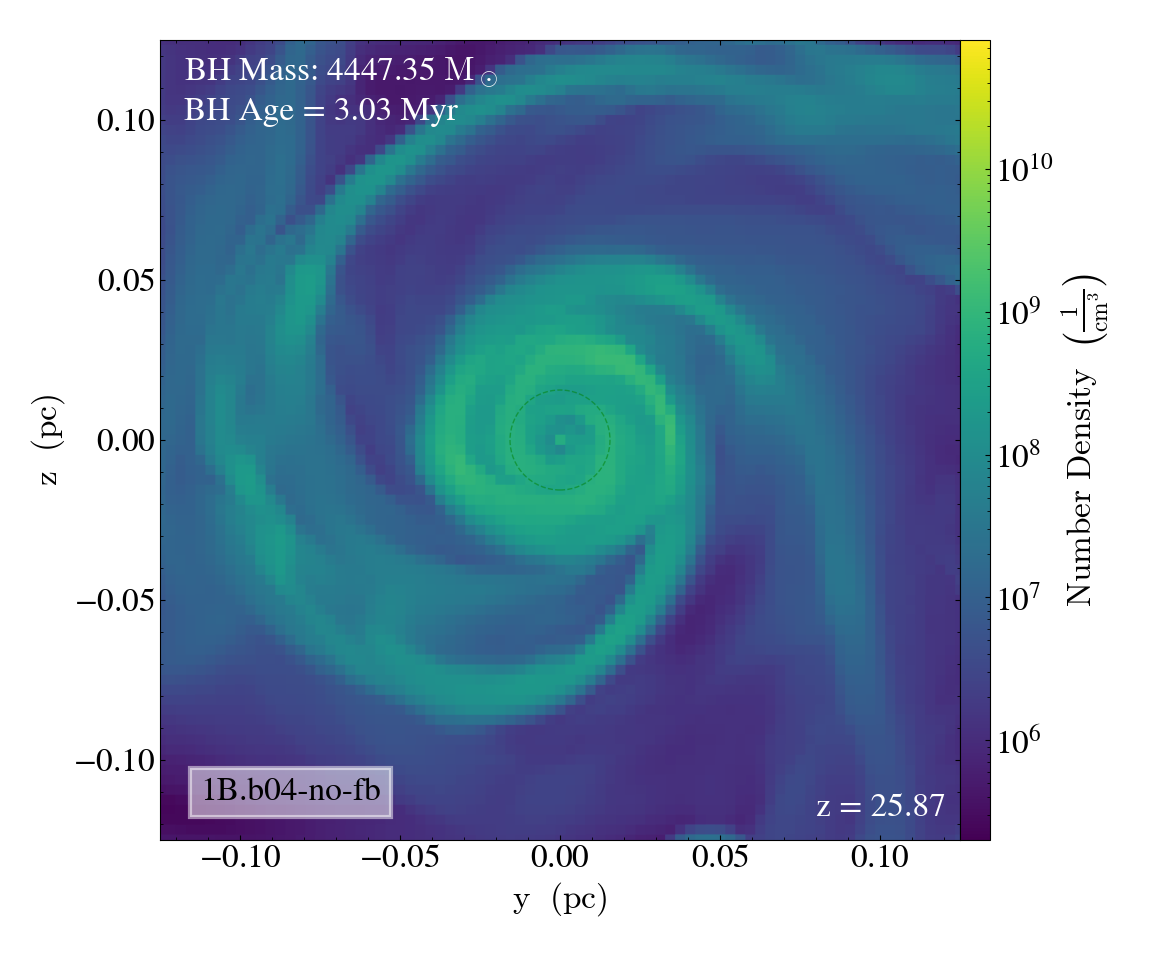 BH Mass: 4447.35 M⊙
BH Age = 3.03 Myr
0.10
0.05
0.00
−0.05
−0.10
z (pc)
1B.b04-no-fb
z = 25.87
−0.10 −0.05 0.00 0.05 0.10
y (pc)
10^10
10^9
10^8
10^7
10^6
Number Density (1/cm^3)